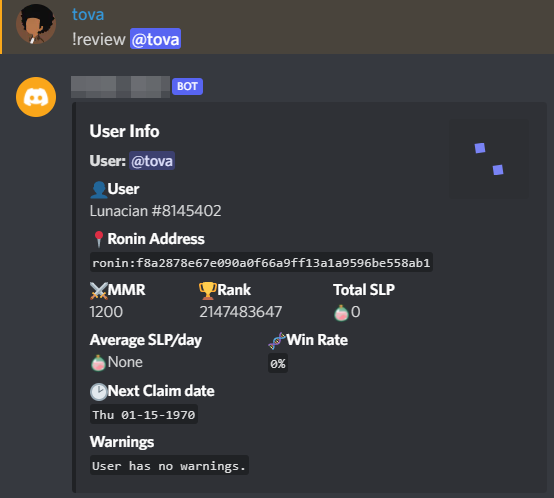 tova
!review @tova
BOT
User Info
User: @tova
User
Lunacian #8145402
Ronin Address
ronin:f8a2878e67e090a0f66a9ff13a1a9596be558ab1
MMR Rank Total SLP
1200 2147483647 0
Average SLP/day Win Rate
None 0%
Next Claim date
Thu 01-15-1970
Warnings
User has no warnings.